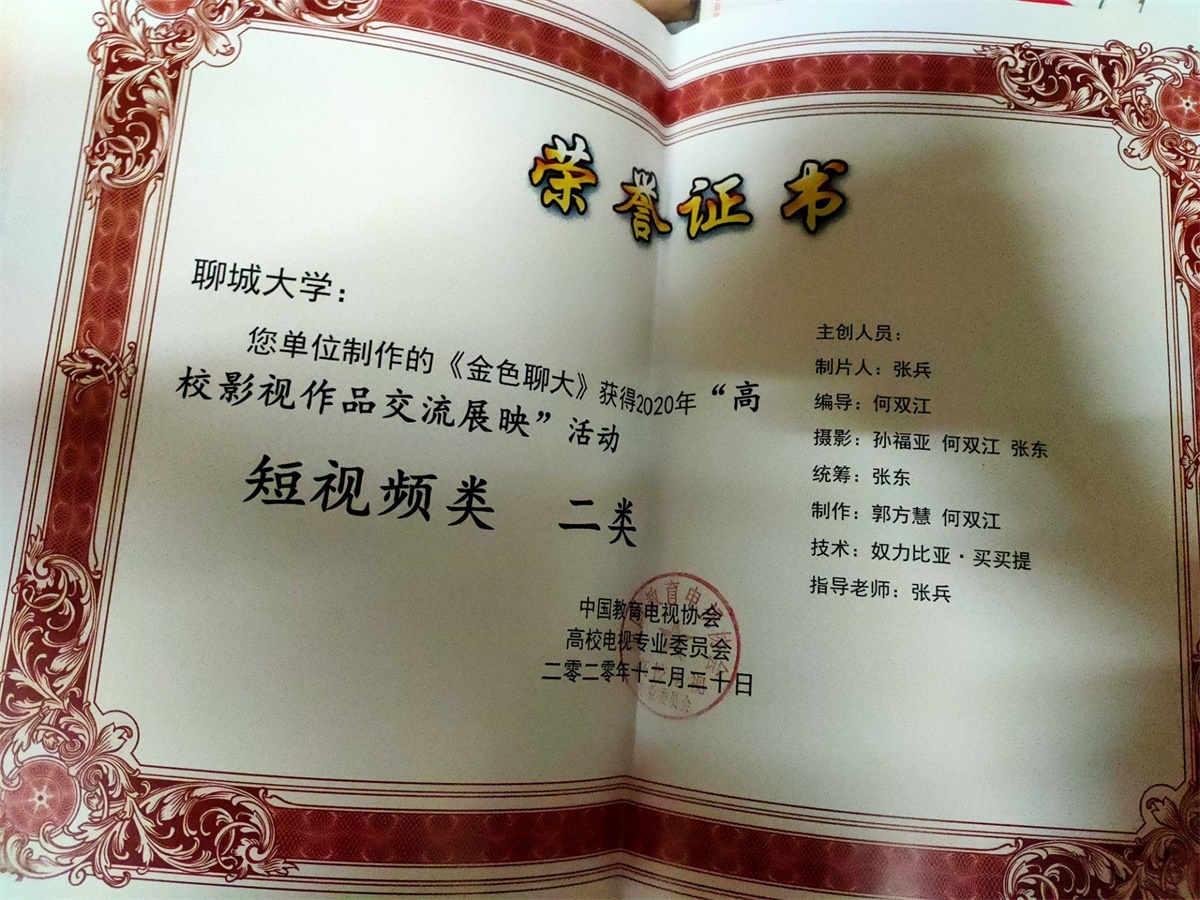 荣誉证书
聊城大学：
您单位制作的《金色聊大》获得2020年“高
校影视作品交流展映”活动
短视频类 二类
主创人员：
制片人：张兵
编导：何双江
摄影：孙福亚 何双江 张东
统筹：张东
制作：郭方慧 何双江
技术：奴力比亚·买买提
指导老师：张兵
中国教育电视协会
高校电视专业委员会
二零二零年十二月二十日